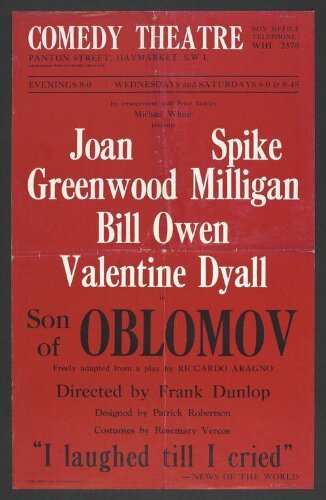 COMEDY THEATRE
PANTON STREET, HAYMARKET, S.W.1.
BOX OFFICE
TELEPHONE:
WHI. 2578
EVENINGS 8-0 WEDNESDAYS and SATURDAYS 6-0 & 8-45
by arrangement with Peter
Michael White
presents
Joan Spike
Greenwood Milligan
Bill Owen
Valentine Dyall
in
Son of OBLOMOV
Freely adapted from a play by RICCARDO ARAGNO
Directed by Frank Dunlop
Designed by Patrick Robertson
Costumes by Rosemary Vercoe
"I laughed till I cried"
—NEWS OF THE WORLD